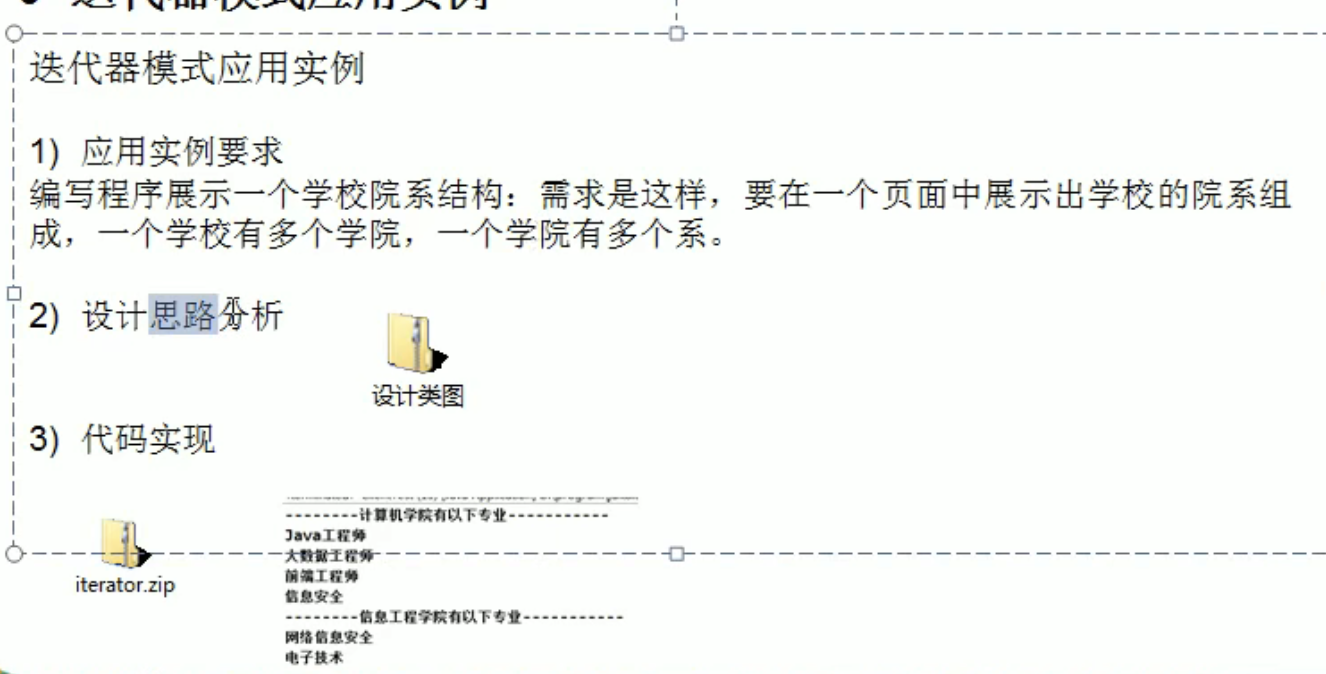 迭代器模式应用实例
迭代器模式应用实例
1) 应用实例要求
编写程序展示一个学校院系结构：需求是这样，要在一个页面中展示出学校的院系组
成，一个学校有多个学院，一个学院有多个系。
2) 设计思路分析
设计类图
3) 代码实现
--------计算机学院有以下专业-----------
Java工程师
大数据工程师
前端工程师
信息安全
--------信息工程学院有以下专业-----------
网络信息安全
电子技术
iterator.zip